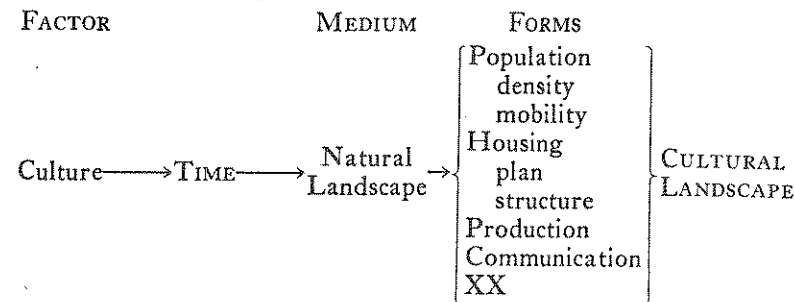 FACTOR MEDIUM FORMS
Population
density
mobility
Housing
Culture TIME Natural Landscape
plan
structure
CULTURAL LANDSCAPE
Production
Communication
XX